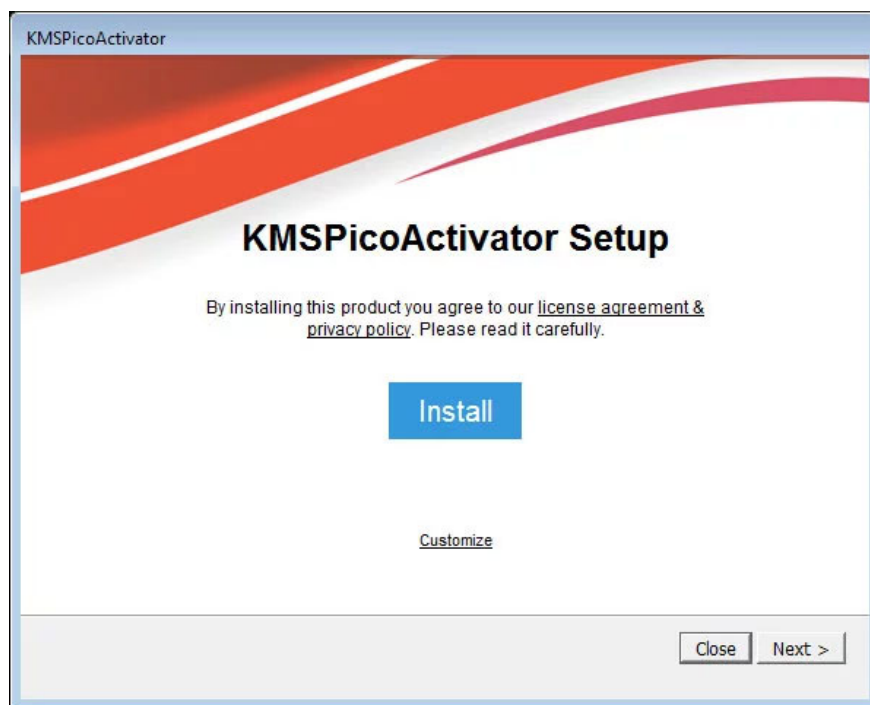 KMSPicoActivator
KMSPicoActivator Setup
By installing this product you agree to our license agreement &
privacy policy. Please read it carefully.
Install
Customize
Close
Next >